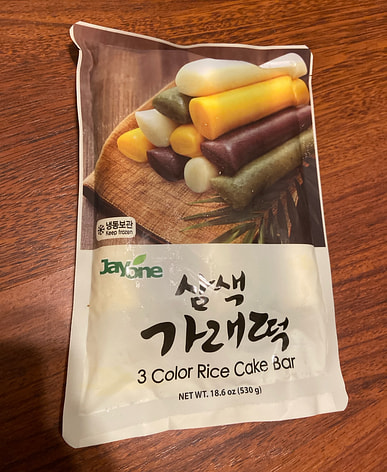 냉동보관
Keep frozen
Jayone
삼색
가래떡
3 Color Rice Cake Bar
NET WT. 18.6 oz (530 g)